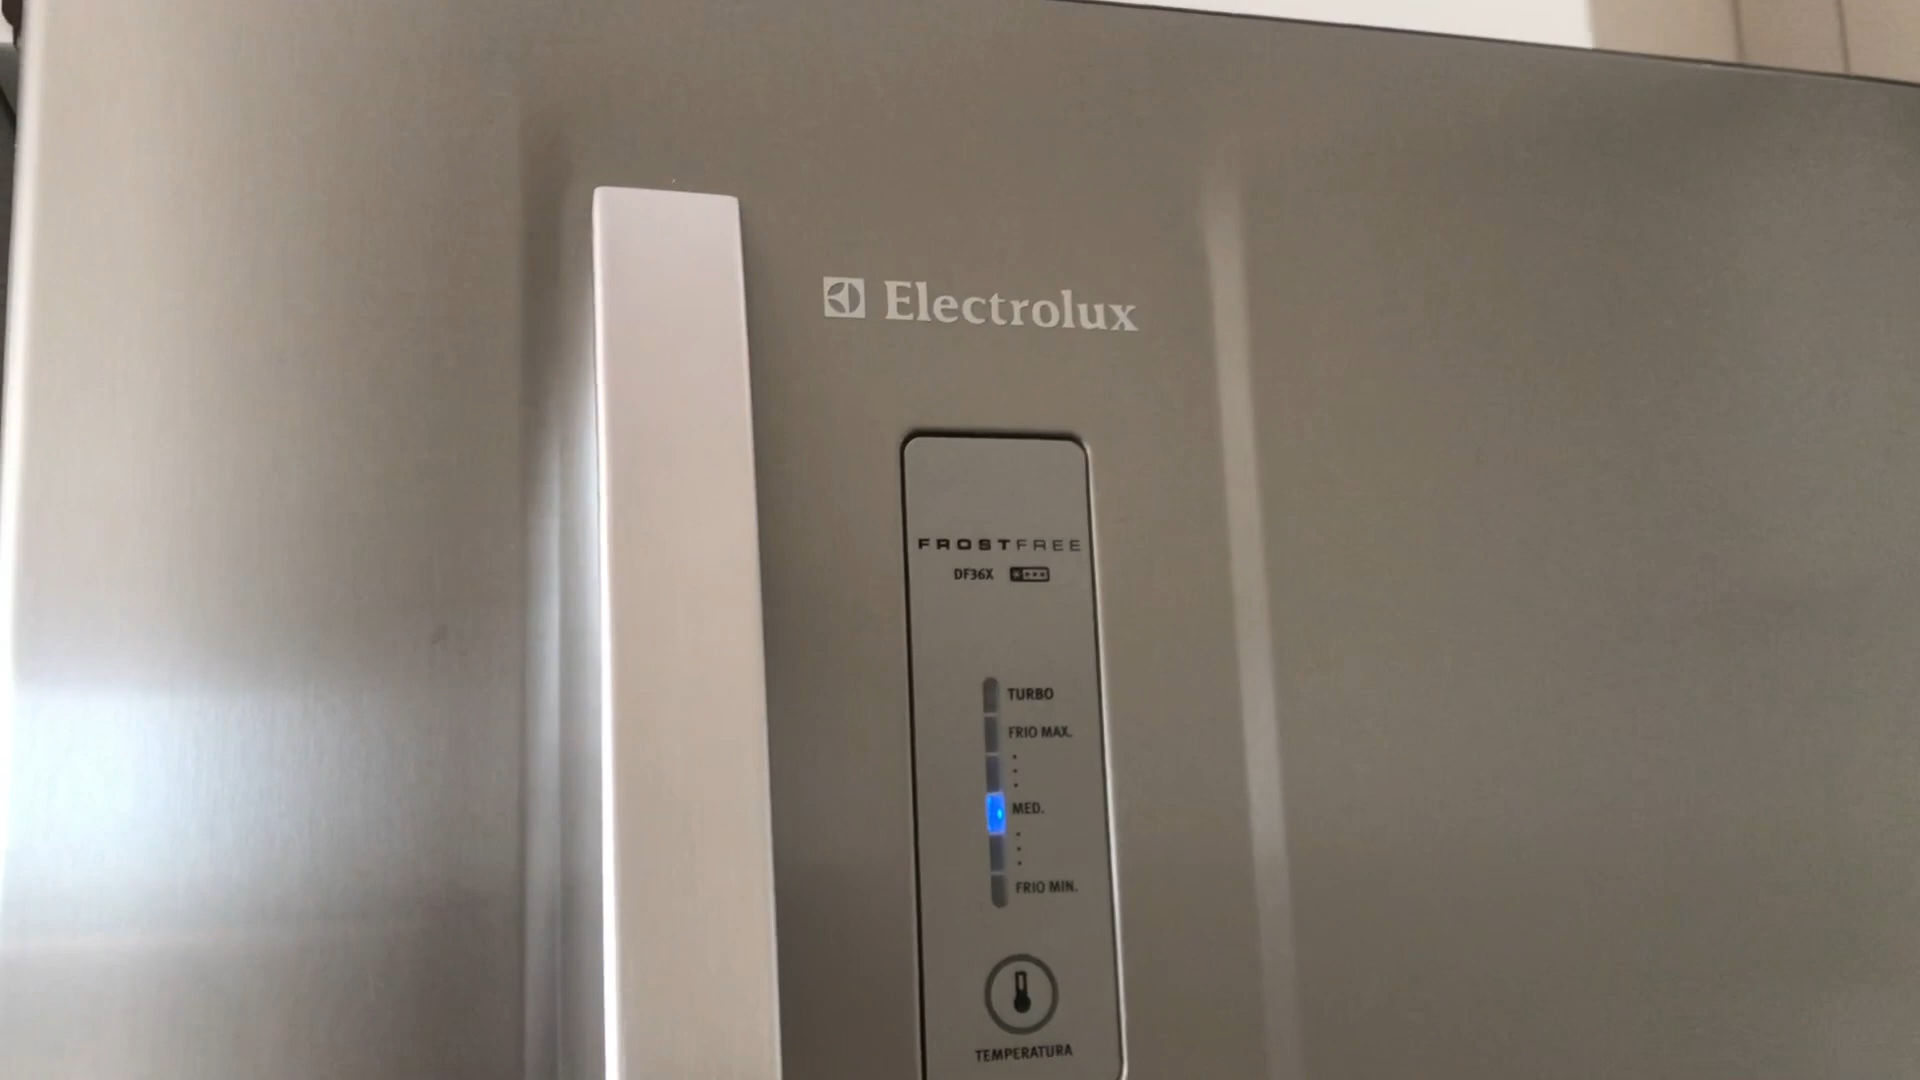 Electrolux
FROSTFREE
DF36X
TURBO
FRIO MAX.
MED.
FRIO MIN.
TEMPERATURA